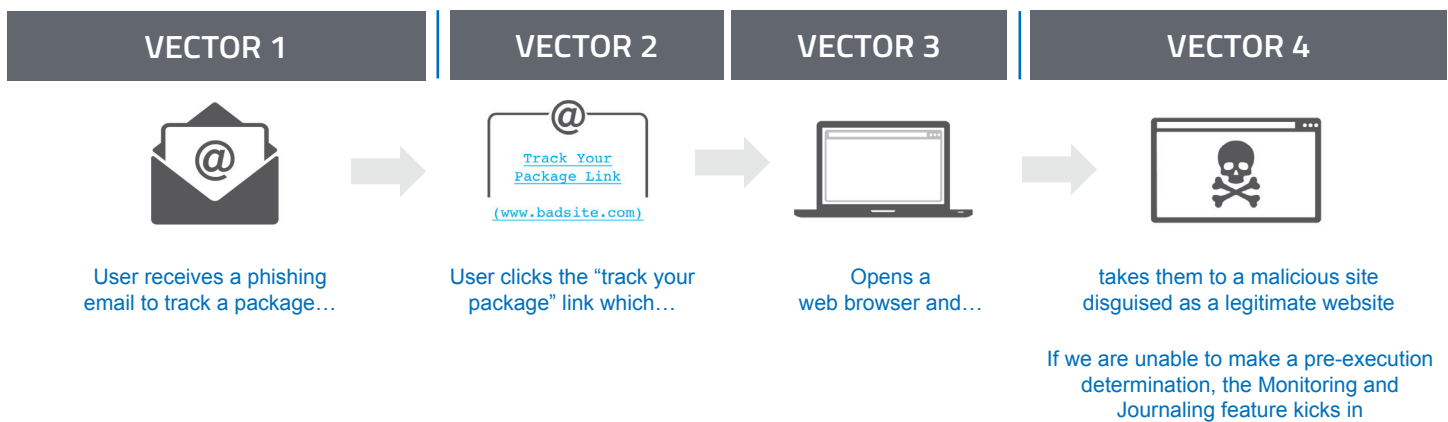 VECTOR 1
VECTOR 2
VECTOR 3
VECTOR 4
@
@
Track Your
Package Link
(www.badsite.com)
User receives a phishing
email to track a package…
User clicks the “track your
package” link which…
Opens a
web browser and…
takes them to a malicious site
disguised as a legitimate website
If we are unable to make a pre-execution
determination, the Monitoring and
Journaling feature kicks in